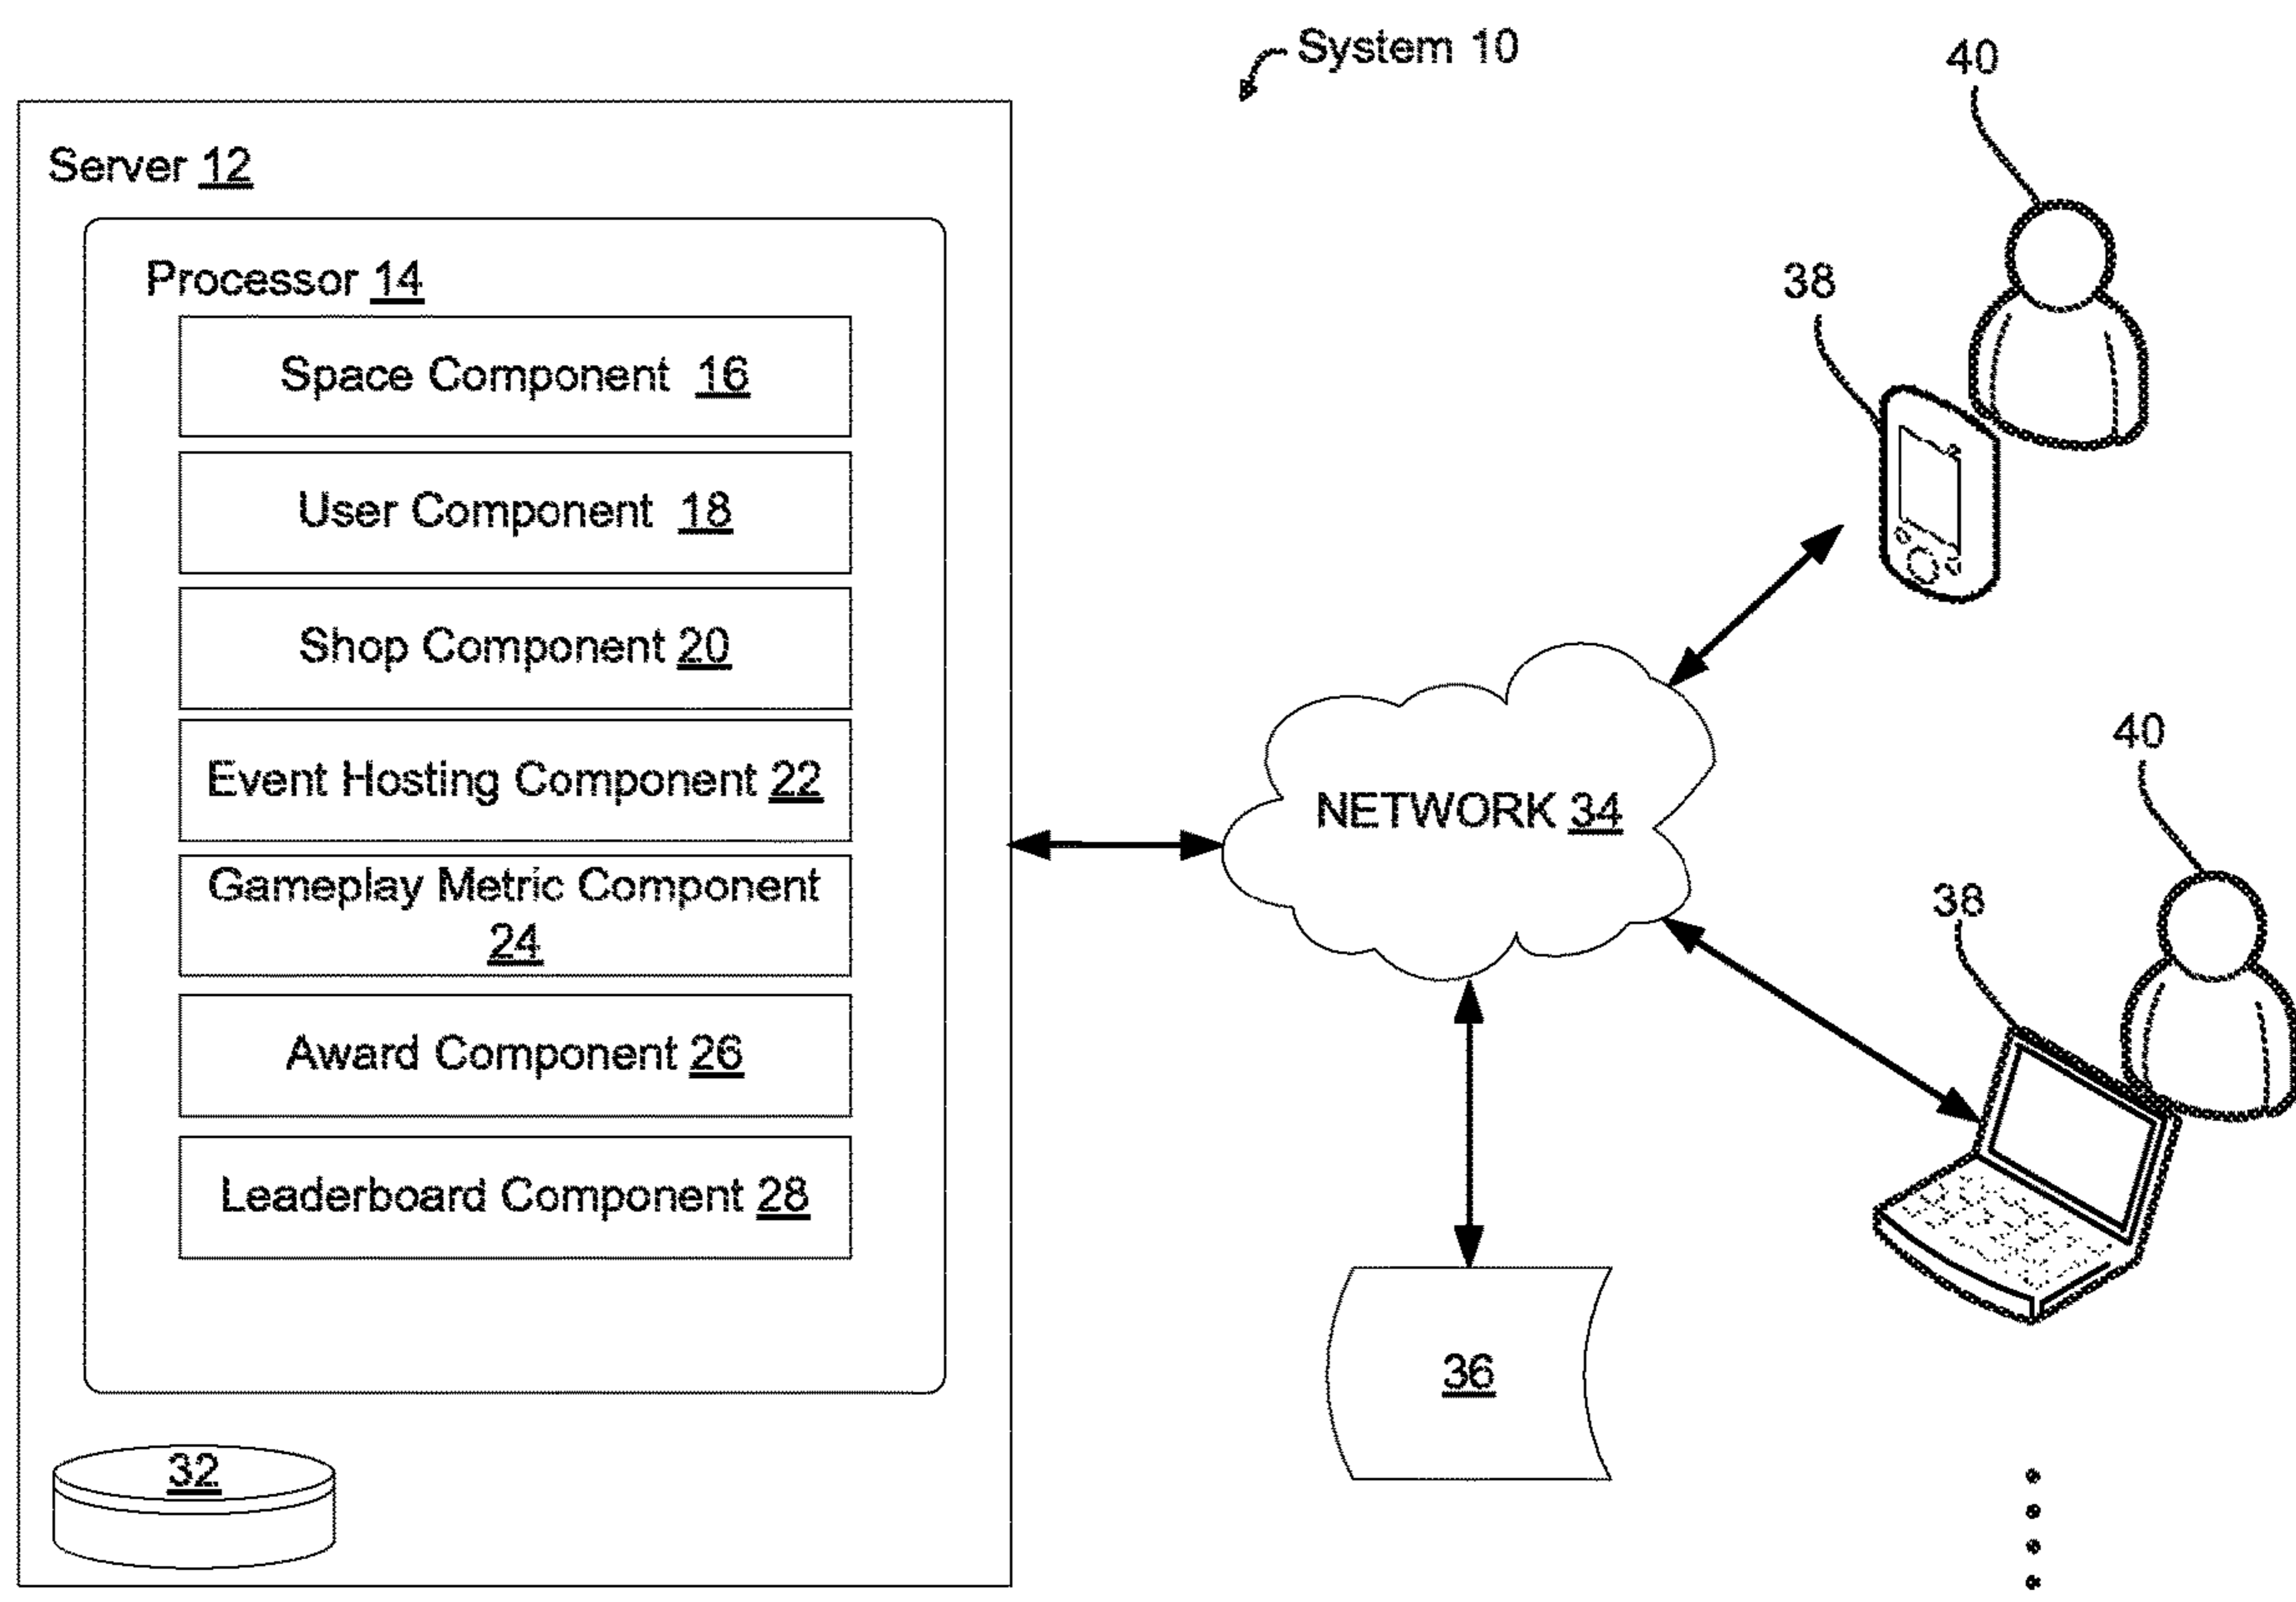 System 10
Server 12
Processor 14
Space Component 16
User Component 18
Shop Component 20
Event Hosting Component 22
Gameplay Metric Component
24
Award Component 26
Leaderboard Component 28
32
NETWORK 34
36
40
38
40
38